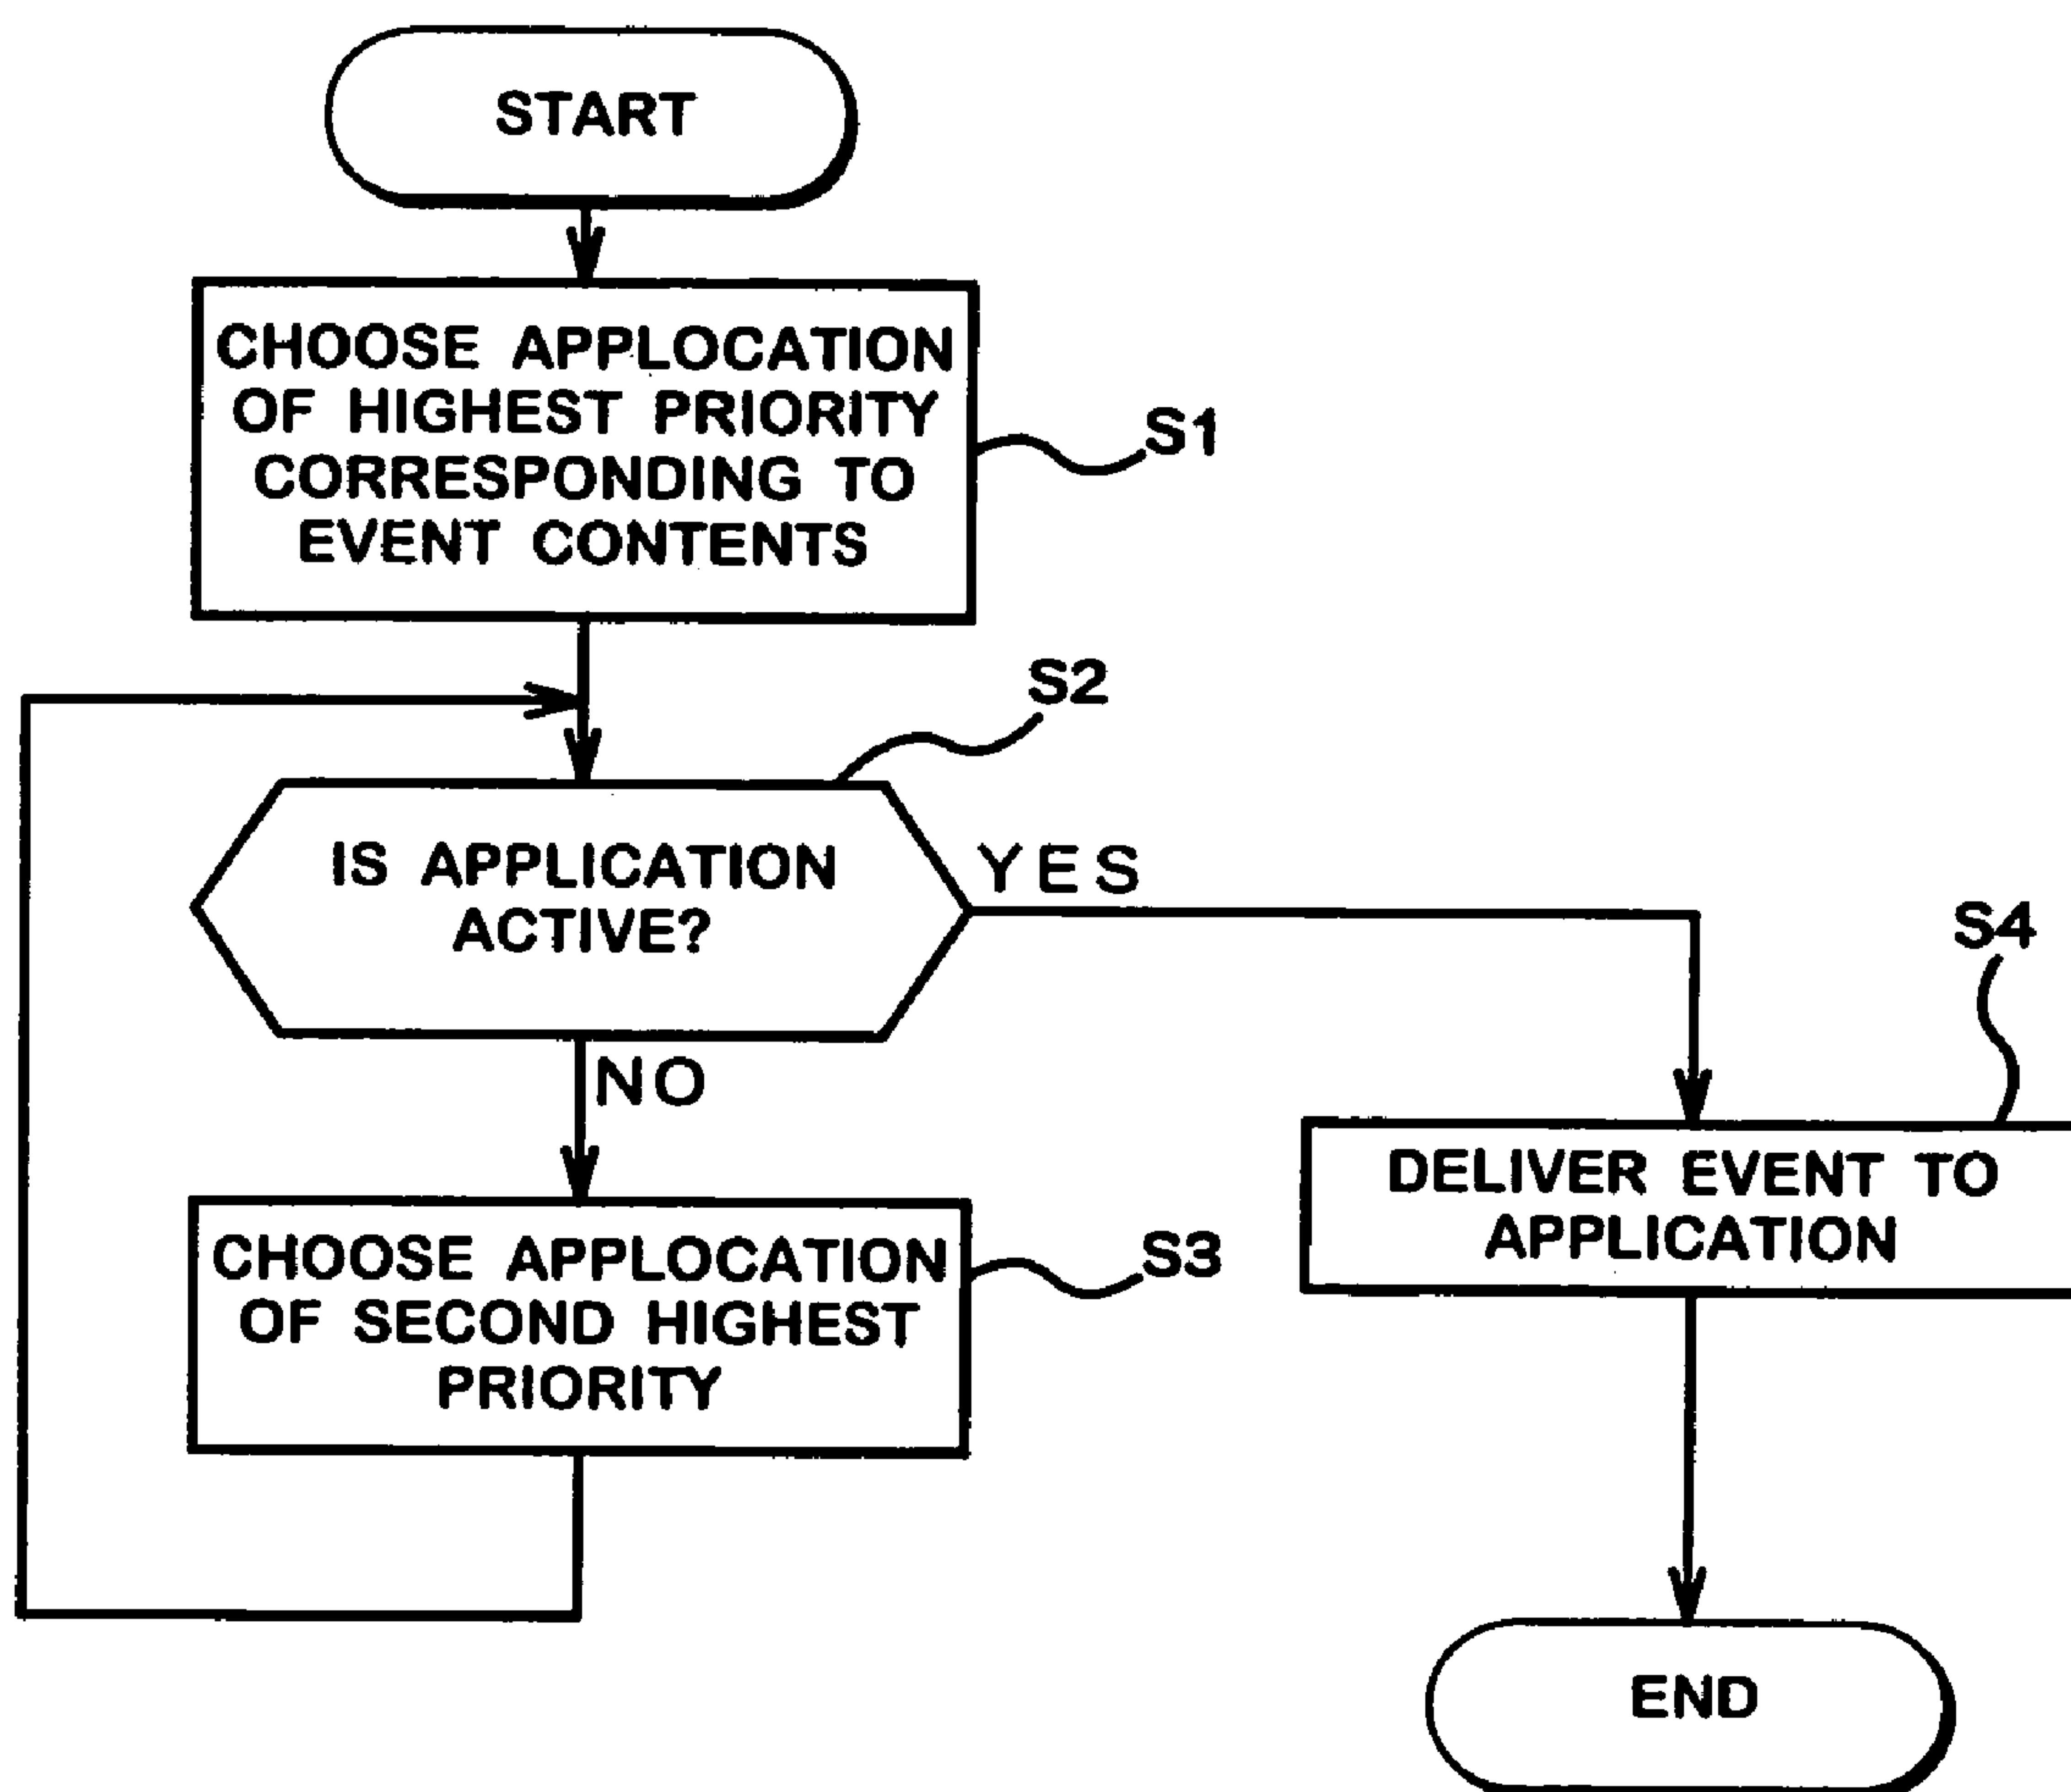 START
CHOOSE APPLOCATION
OF HIGHEST PRIORITY
CORRESPONDING TO
EVENT CONTENTS
S1
S2
IS APPLICATION
ACTIVE?
YES
NO
S4
DELIVER EVENT TO
APPLICATION
CHOOSE APPLOCATION
OF SECOND HIGHEST
PRIORITY
S3
END